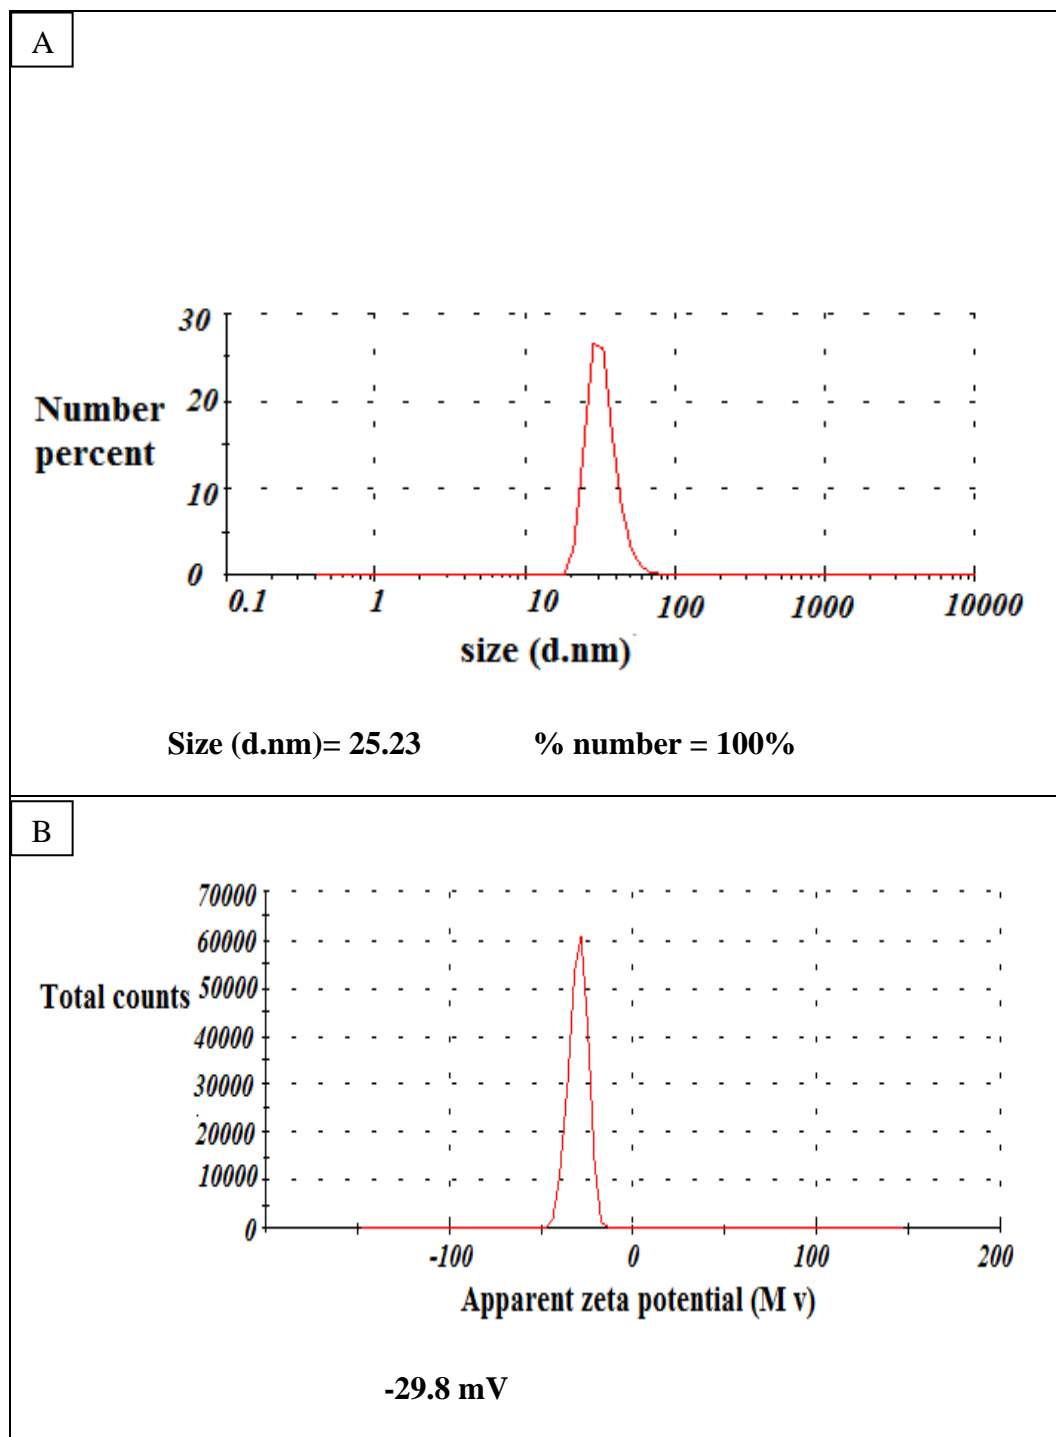 A
30
Number 20
percent
10
0
0.1 1 10 100 1000 10000
size (d.nm)
Size (d.nm)= 25.23 % number = 100%
B
70000
60000
Total counts 50000
40000
30000
20000
10000
0
-100 0 100 200
Apparent zeta potential (M v)
-29.8 mV